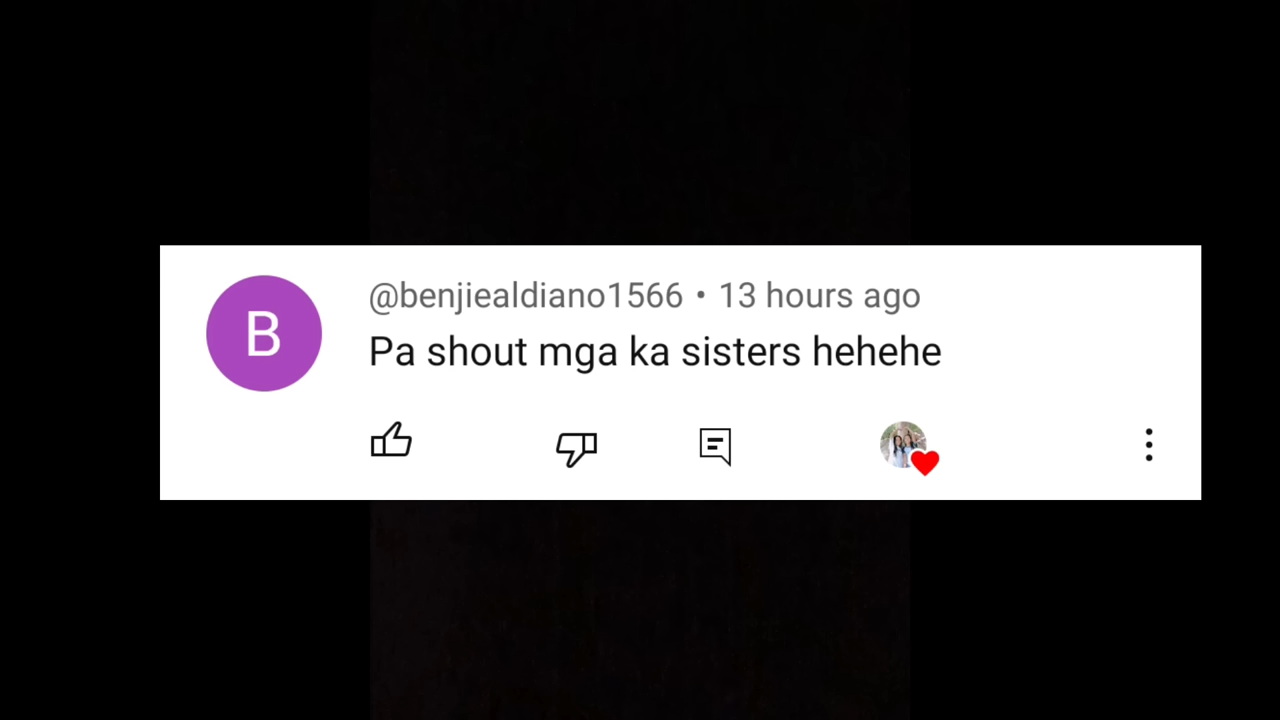 B
@benjiealdiano1566 • 13 hours ago
Pa shout mga ka sisters hehehe